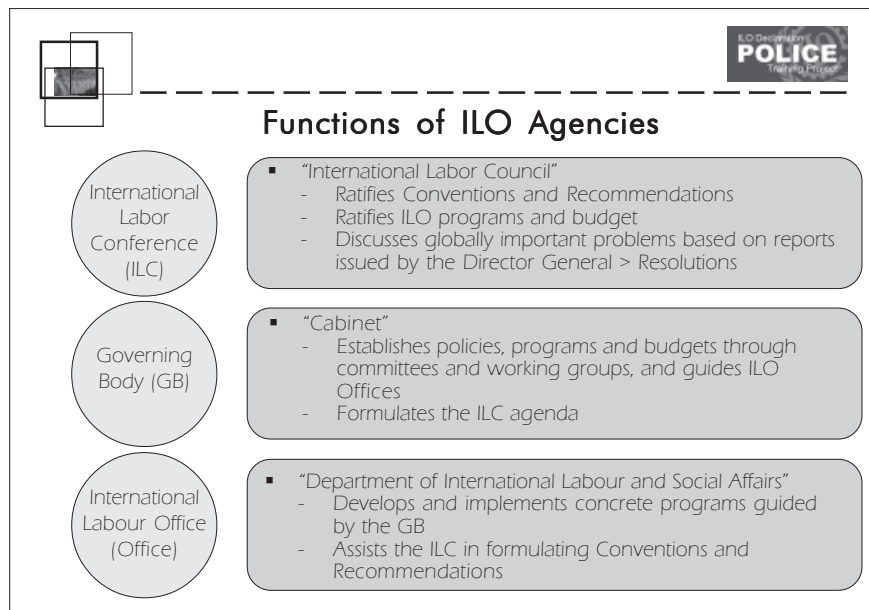 ILO Declaration
POLICE
Training Project
Functions of ILO Agencies
International
Labor
Conference
(ILC)
▪ “International Labor Council”
- Ratifies Conventions and Recommendations
- Ratifies ILO programs and budget
- Discusses globally important problems based on reports
issued by the Director General > Resolutions
Governing
Body (GB)
▪ “Cabinet”
- Establishes policies, programs and budgets through
committees and working groups, and guides ILO
Offices
- Formulates the ILC agenda
International
Labour Office
(Office)
▪ “Department of International Labour and Social Affairs”
- Develops and implements concrete programs guided
by the GB
- Assists the ILC in formulating Conventions and
Recommendations